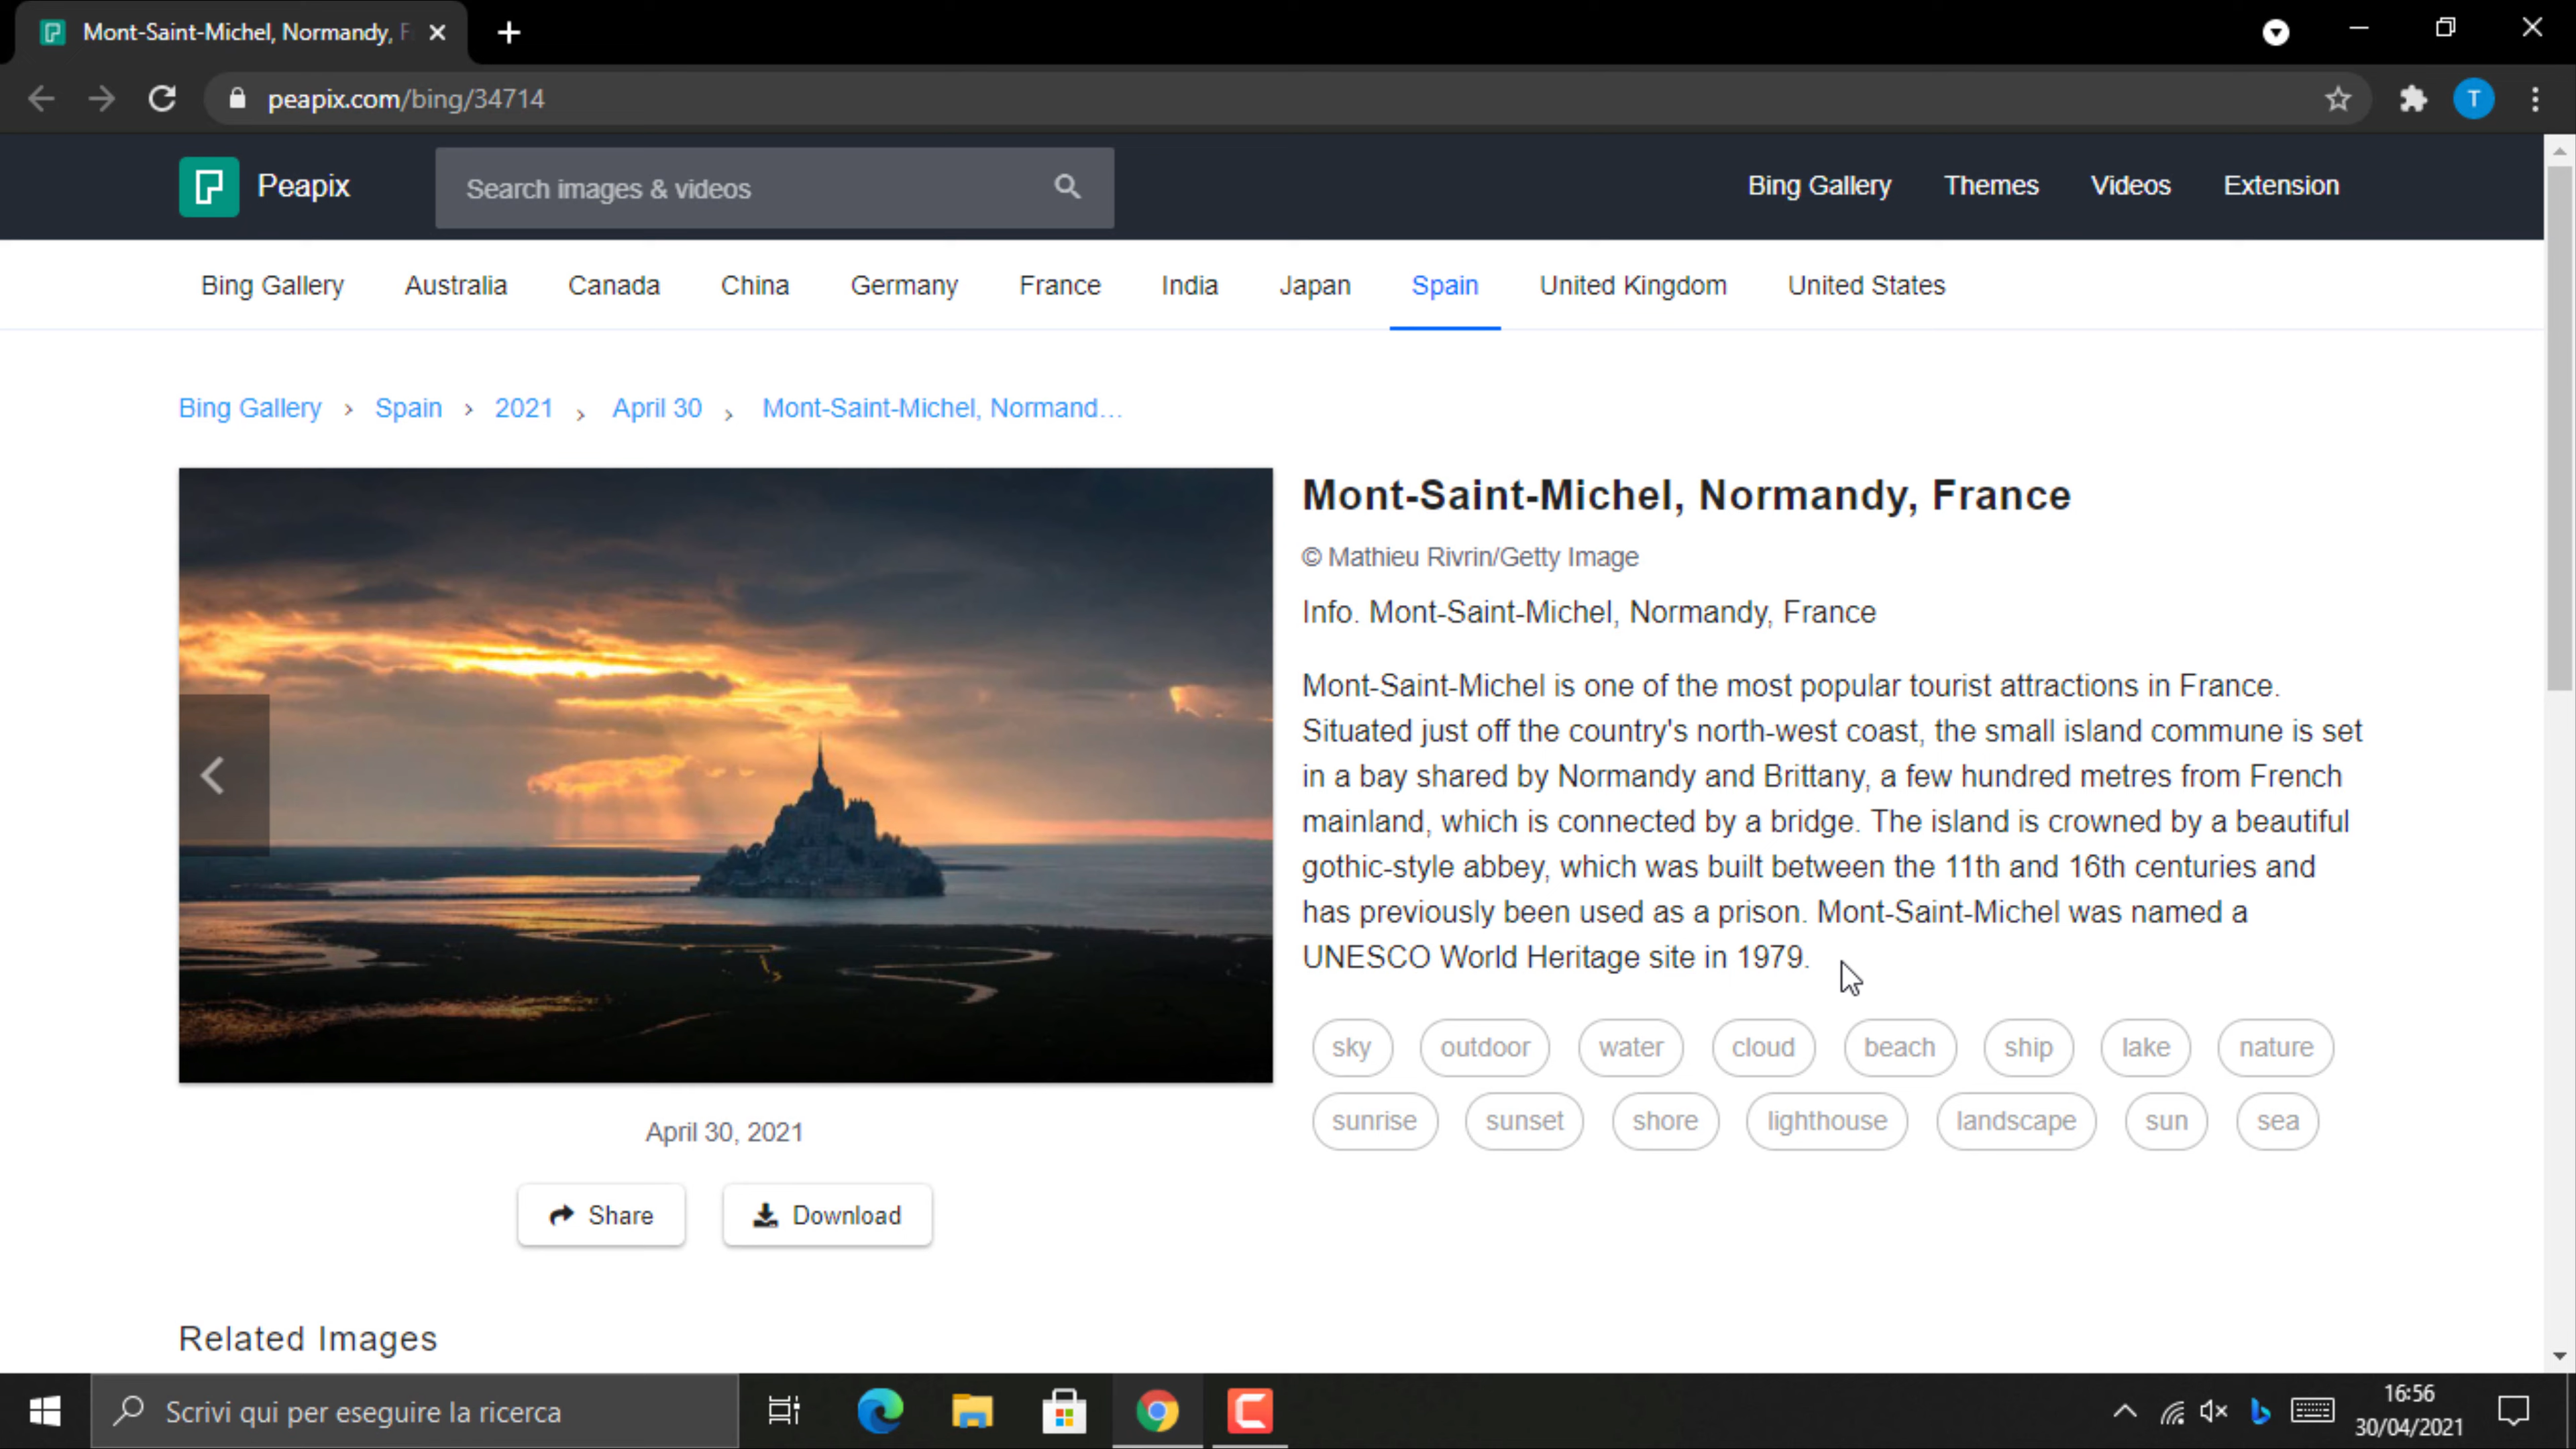 Mont-Saint-Michel, Normandy, F
peapix.com/bing/34714
T
Peapix
Search images & videos
Bing Gallery Themes Videos Extension
Bing Gallery Australia Canada China Germany France India Japan Spain United Kingdom United States
Bing Gallery > Spain > 2021 > April 30 > Mont-Saint-Michel, Normand...
Mont-Saint-Michel, Normandy, France
© Mathieu Rivrin/Getty Image
Info. Mont-Saint-Michel, Normandy, France
Mont-Saint-Michel is one of the most popular tourist attractions in France.
Situated just off the country's north-west coast, the small island commune is set
in a bay shared by Normandy and Brittany, a few hundred metres from French
mainland, which is connected by a bridge. The island is crowned by a beautiful
gothic-style abbey, which was built between the 11th and 16th centuries and
has previously been used as a prison. Mont-Saint-Michel was named a
UNESCO World Heritage site in 1979.
sky outdoor water cloud beach ship lake nature
sunrise sunset shore lighthouse landscape sun sea
April 30, 2021
Share Download
Related Images
Scrivi qui per eseguire la ricerca
16:56
30/04/2021